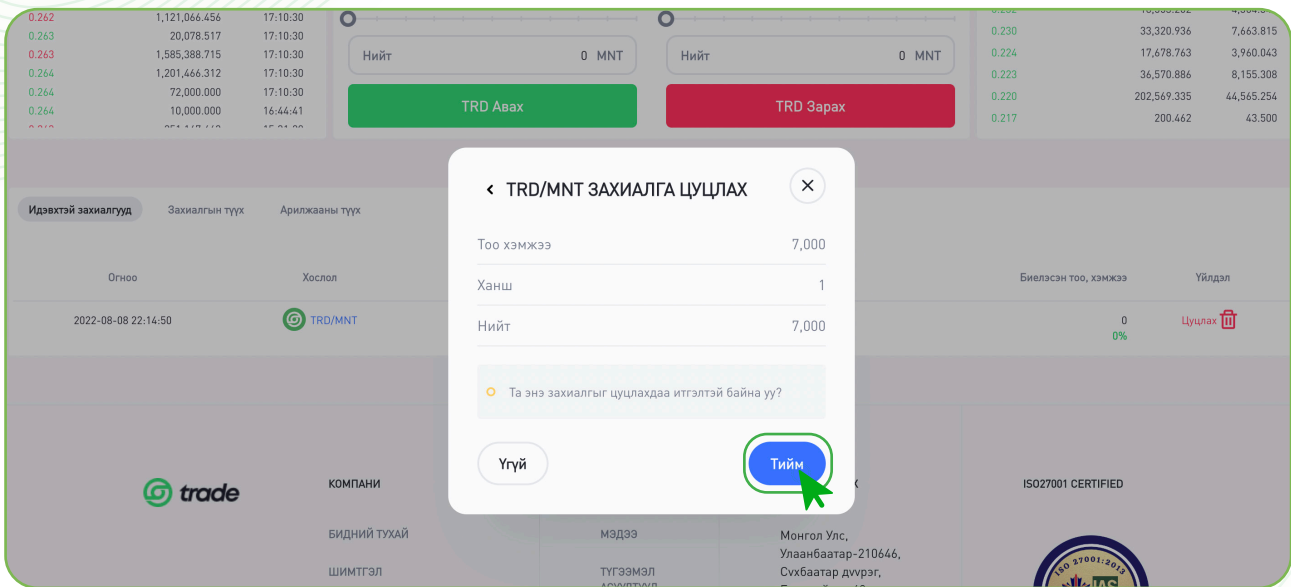 0.262 1,121,066.456 17:10:30
0.263 20,078.517 17:10:30
0.263 1,585,388.715 17:10:30
0.264 1,201,466.312 17:10:30
0.264 72,000.000 17:10:30
0.264 10,000.000 16:44:41
Нийт 0 MNT
Нийт 0 MNT
TRD Авах
TRD Зарах
0.230 33,320.936 7,663.815
0.224 17,678.763 3,960.043
0.223 36,570.886 8,155.308
0.220 202,569.335 44,565.254
0.217 200.462 43.500
TRD/MNT ЗАХИАЛГА ЦУЦЛАХ
Тоо хэмжээ 7,000
Ханш 1
Нийт 7,000
Та энэ захиалгыг цуцлахдаа итгэлтэй байна уу?
Үгүй
Тийм
Идэвхтэй захиалгууд Захиалгын түүх Арилжааны түүх
Огноо Хослол Биелэсэн тоо, хэмжээ Үйлдэл
2022-08-08 22:14:50 TRD/MNT 0 Цуцлах
0%
trade
КОМПАНИ
БИДНИЙ ТУХАЙ
ШИМТГЭЛ
МЭДЭЭ
ТҮГЭЭМЭЛ
Монгол Улс,
Улаанбаатар-210646,
Сүхбаатар дүүрэг,
ISO27001 CERTIFIED
ISO 27001:2013
IAS